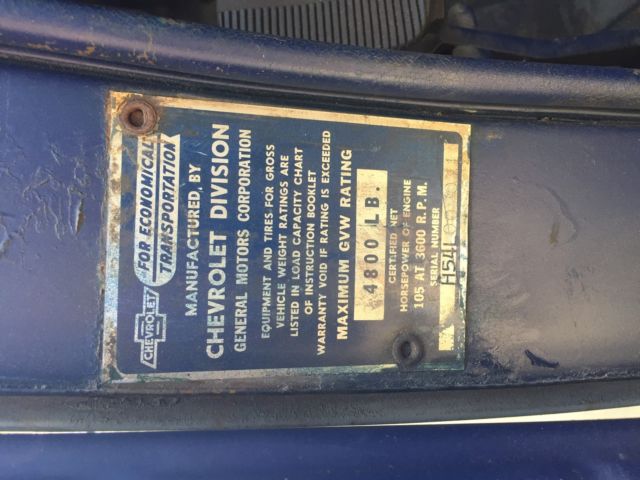 CHEVROLET
FOR ECONOMICAL
TRANSPORTATION
MANUFACTURED BY
CHEVROLET DIVISION
GENERAL MOTORS CORPORATION
EQUIPMENT AND TIRES FOR GROSS
VEHICLE WEIGHT RATINGS ARE
LISTED IN LOAD CAPACITY CHART
OF INSTRUCTION BOOKLET
WARRANTY VOID IF RATING IS EXCEEDED
MAXIMUM GVW RATING
4800 LB.
CERTIFIED NET
HORSEPOWER OF ENGINE
105 AT 3600 R.P.M.
SERIAL NUMBER